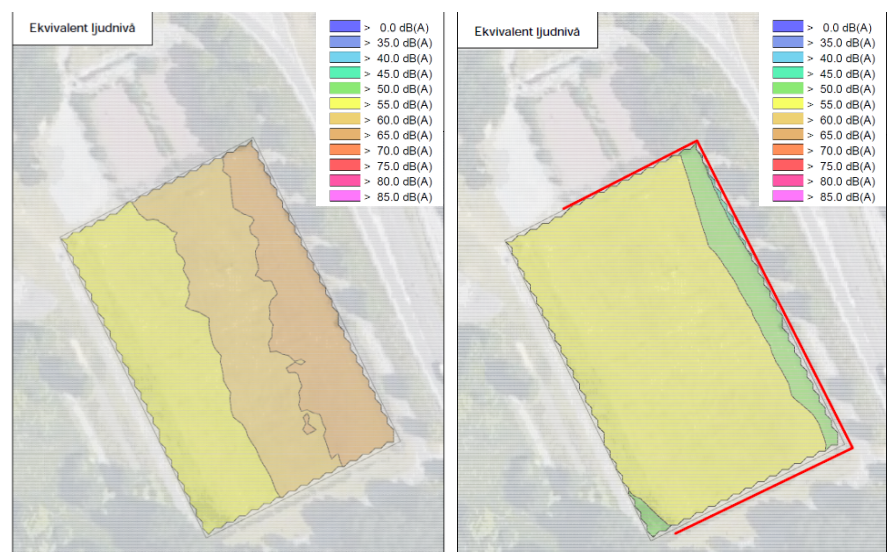 Ekvivalent ljudnivå
> 0.0 dB(A)
> 35.0 dB(A)
> 40.0 dB(A)
> 45.0 dB(A)
> 50.0 dB(A)
> 55.0 dB(A)
> 60.0 dB(A)
> 65.0 dB(A)
> 70.0 dB(A)
> 75.0 dB(A)
> 80.0 dB(A)
> 85.0 dB(A)
Ekvivalent ljudnivå
> 0.0 dB(A)
> 35.0 dB(A)
> 40.0 dB(A)
> 45.0 dB(A)
> 50.0 dB(A)
> 55.0 dB(A)
> 60.0 dB(A)
> 65.0 dB(A)
> 70.0 dB(A)
> 75.0 dB(A)
> 80.0 dB(A)
> 85.0 dB(A)